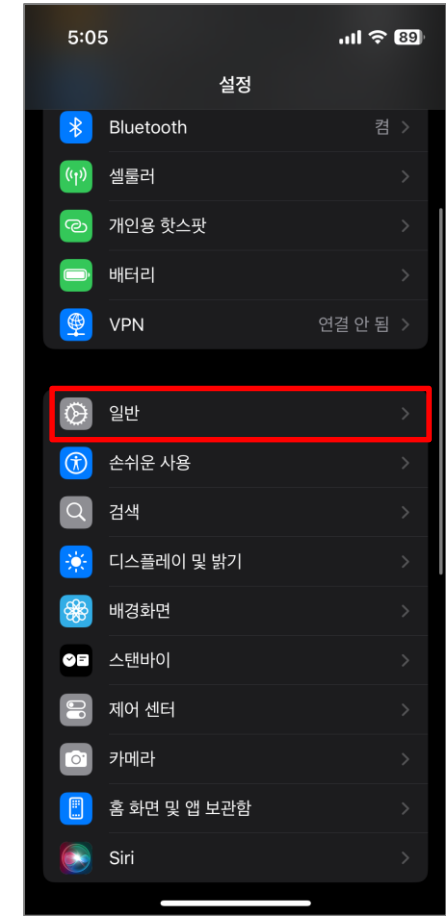 5:05
89
설정
Bluetooth
켬
셀룰러
개인용 핫스팟
배터리
VPN
연결 안 됨
일반
손쉬운 사용
검색
디스플레이 및 밝기
배경화면
스탠바이
제어 센터
카메라
홈 화면 및 앱 보관함
Siri